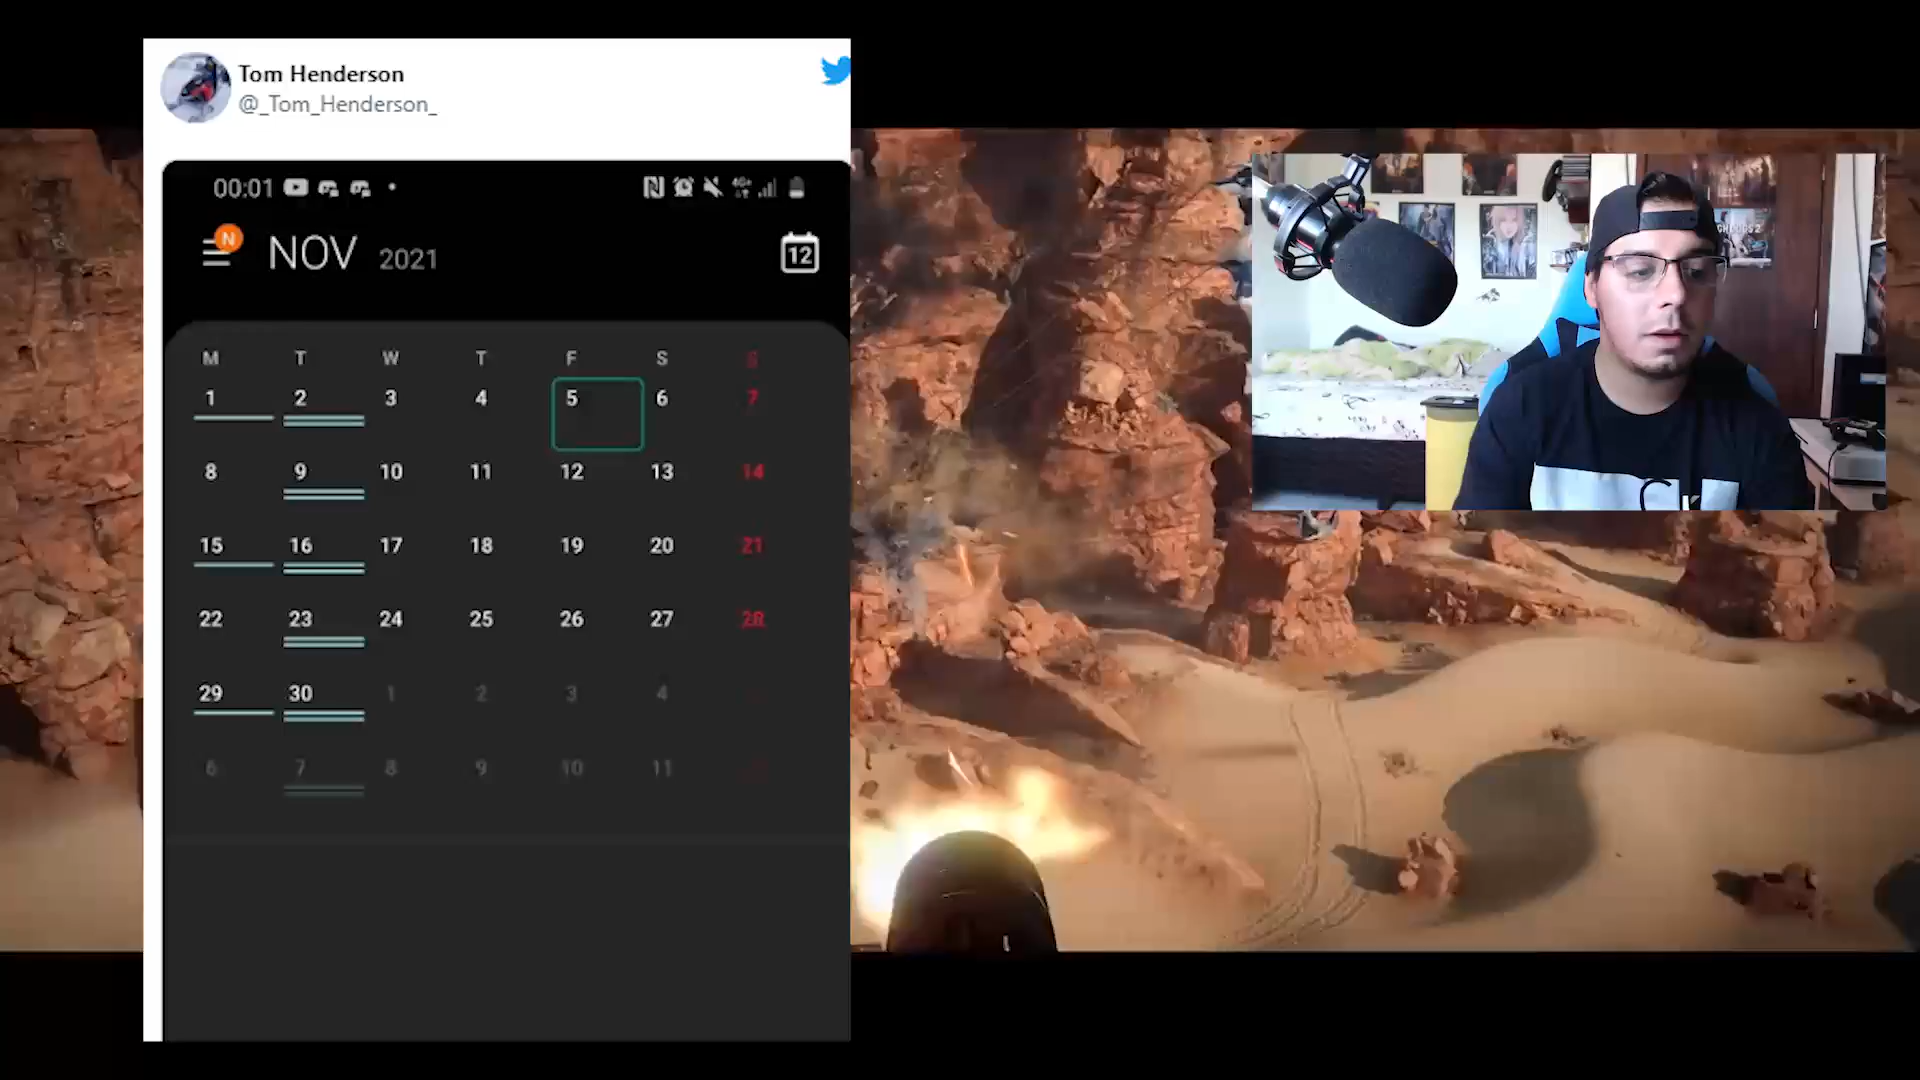 Tom Henderson
@_Tom_Henderson_
00:01
N
NOV 2021
12
M T W T F S S
1 2 3 4 5 6 7
8 9 10 11 12 13 14
15 16 17 18 19 20 21
22 23 24 25 26 27 28
29 30 1 2 3 4
6 7 8 9 10 11